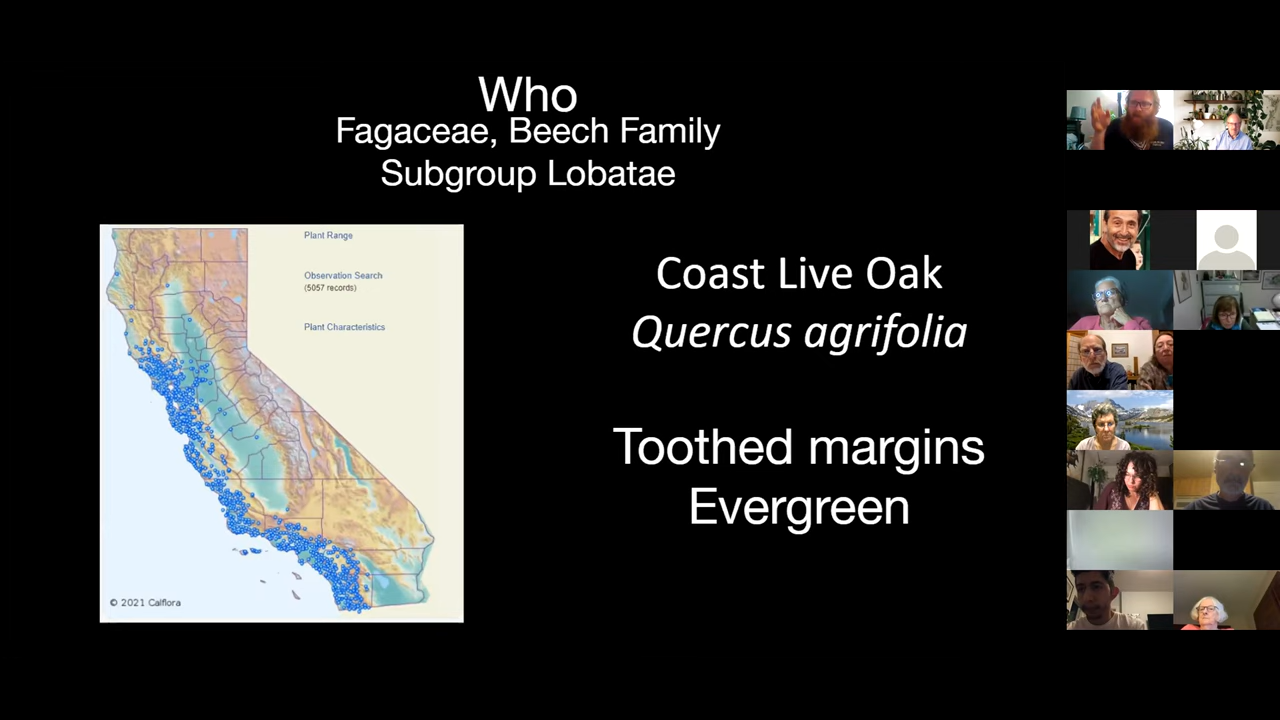 Who
Fagaceae, Beech Family
Subgroup Lobatae
Plant Range
Observation Search
(5057 records)
Plant Characteristics
© 2021 Calflora
Coast Live Oak
Quercus agrifolia
Toothed margins
Evergreen